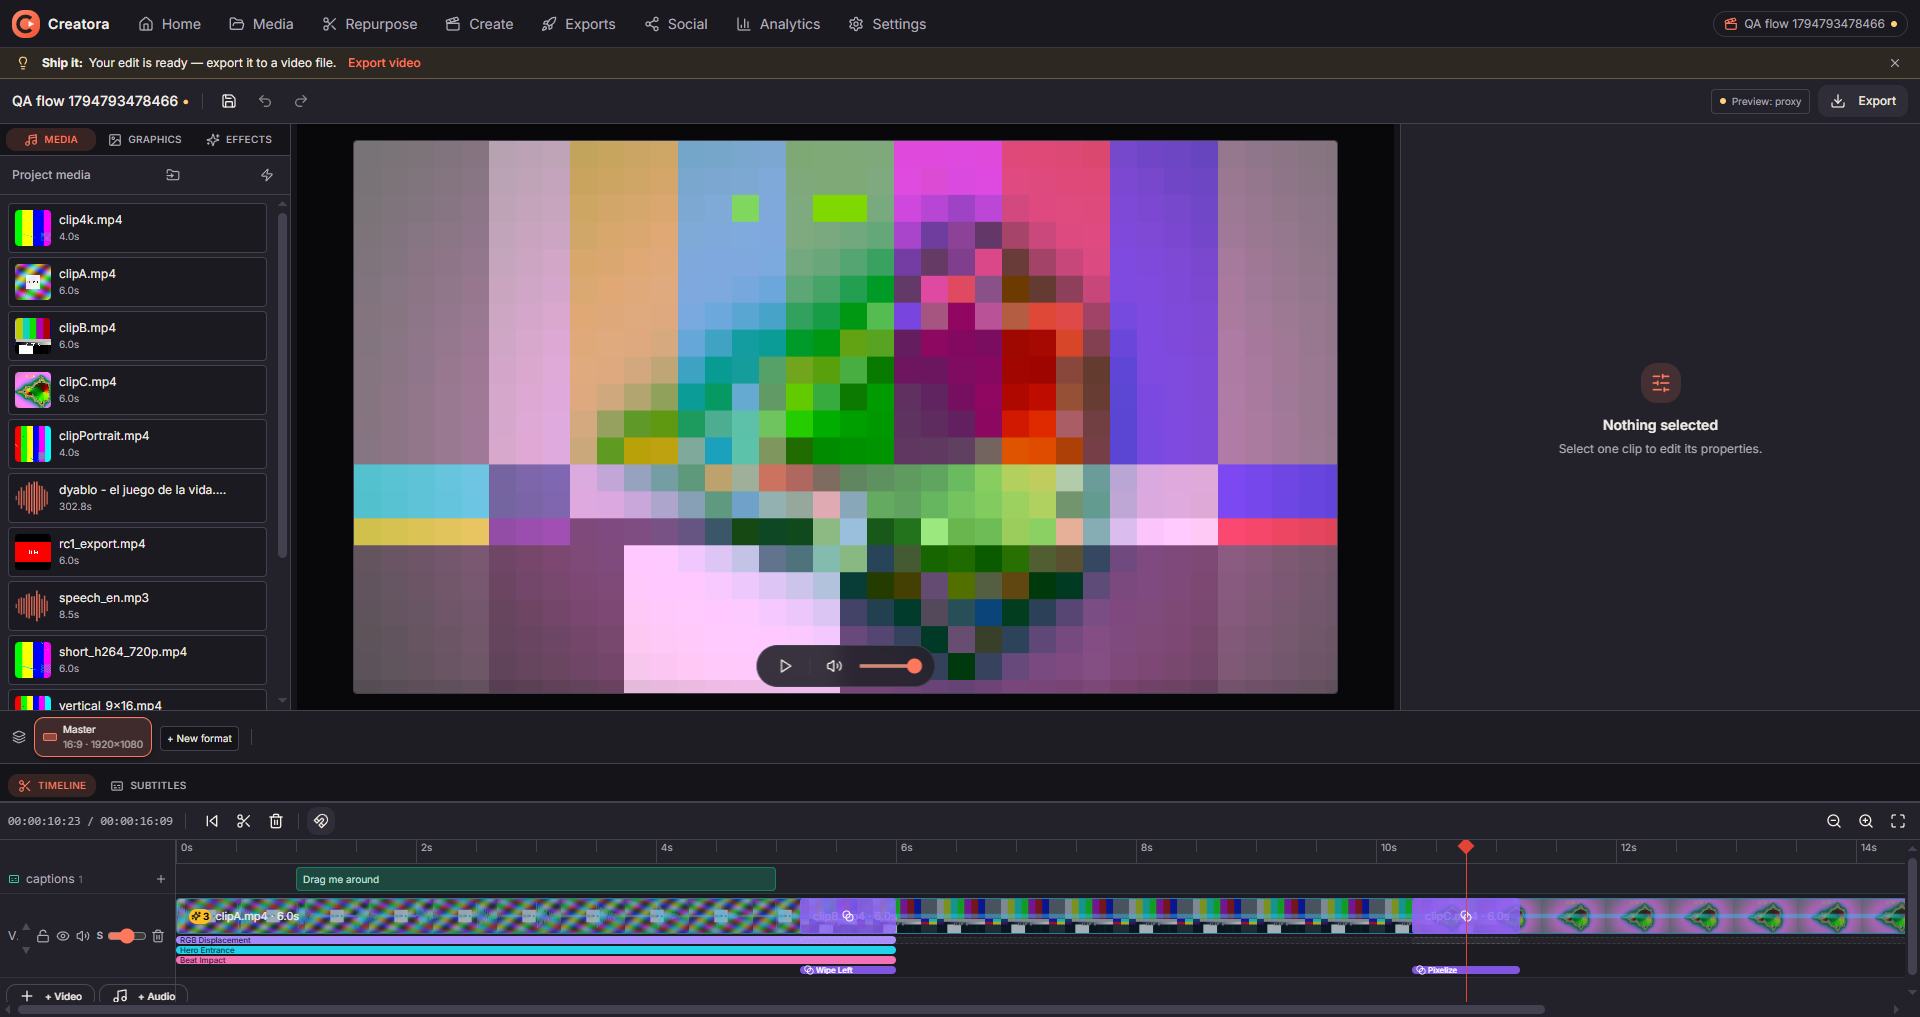 Creatora
Home
Media
Repurpose
Create
Exports
Social
Analytics
Settings
QA flow 1794793478466
Ship it: Your edit is ready — export it to a video file. Export video
QA flow 1794793478466
Preview: proxy
Export
MEDIA
GRAPHICS
EFFECTS
Project media
clip4k.mp4
4.0s
clipA.mp4
6.0s
clipB.mp4
6.0s
clipC.mp4
6.0s
clipPortrait.mp4
4.0s
dyablo - el juego de la vida....
302.8s
rc1_export.mp4
6.0s
speech_en.mp3
8.5s
short_h264_720p.mp4
6.0s
vertical_9x16.mp4
Nothing selected
Select one clip to edit its properties.
Master
16:9 · 1920×1080
+ New format
TIMELINE
SUBTITLES
00:00:10:23 / 00:00:16:09
0s
2s
4s
6s
8s
10s
12s
14s
captions 1
Drag me around
V.
S
3 clipA.mp4 · 6.0s
RGB Displacement
Hero Entrance
Beat Impact
Wipe Left
Pixelize
+ Video
+ Audio